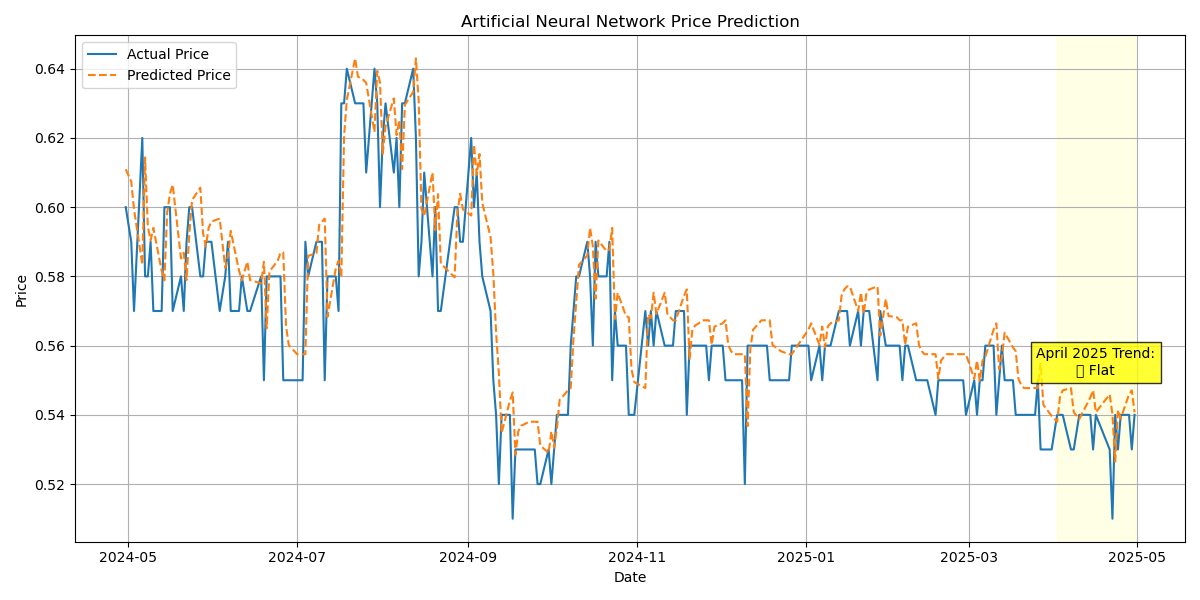 Artificial Neural Network Price Prediction
Actual Price
Predicted Price
Price
0.64
0.62
0.60
0.58
0.56
0.54
0.52
April 2025 Trend:
▯ Flat
2024-05
2024-07
2024-09
2024-11
2025-01
2025-03
2025-05
Date